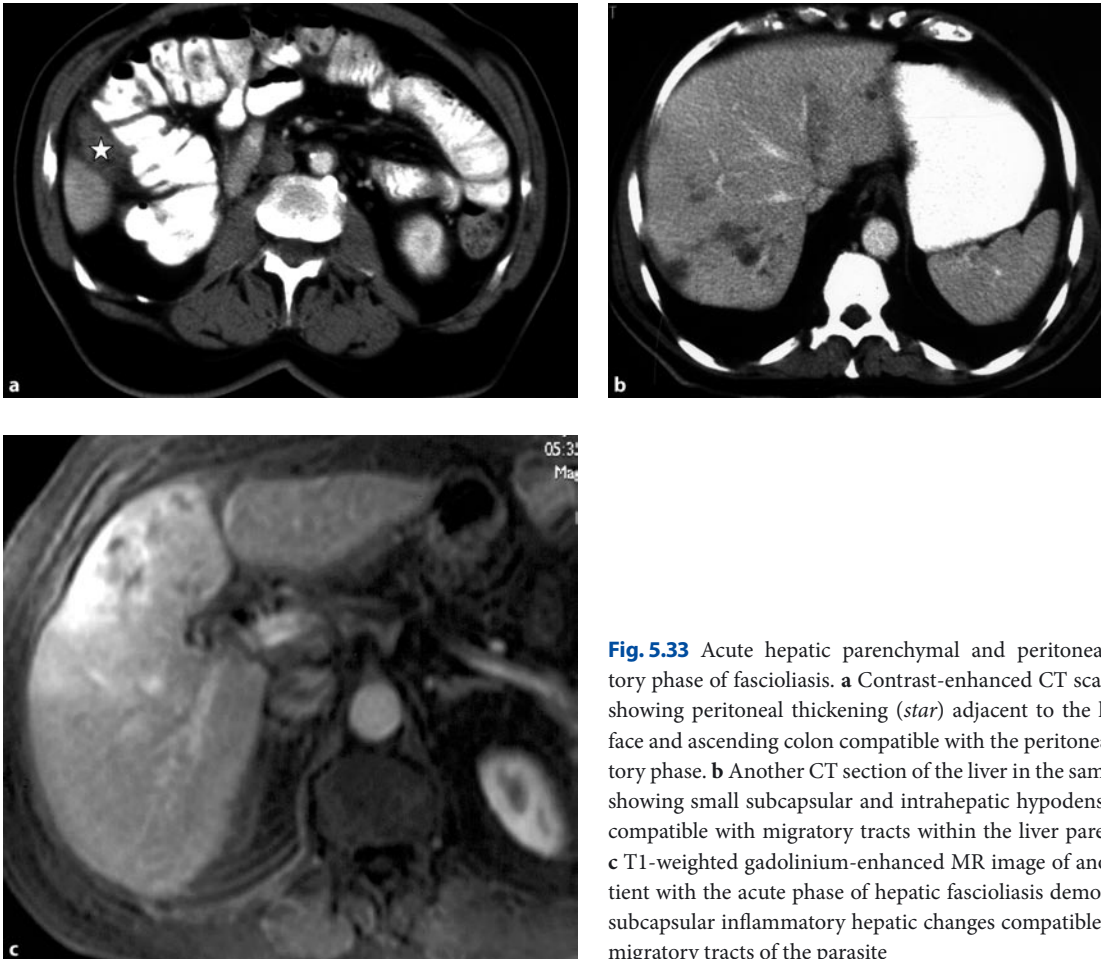 T
a
b
05:3
Ma
c
Fig. 5.33 Acute hepatic parenchymal and peritonea
tory phase of fascioliasis. a Contrast-enhanced CT sca
showing peritoneal thickening (star) adjacent to the l
face and ascending colon compatible with the peritone
tory phase. b Another CT section of the liver in the sam
showing small subcapsular and intrahepatic hypodens
compatible with migratory tracts within the liver pare
c T1-weighted gadolinium-enhanced MR image of ano
tient with the acute phase of hepatic fascioliasis demo
subcapsular inflammatory hepatic changes compatible
migratory tracts of the parasite